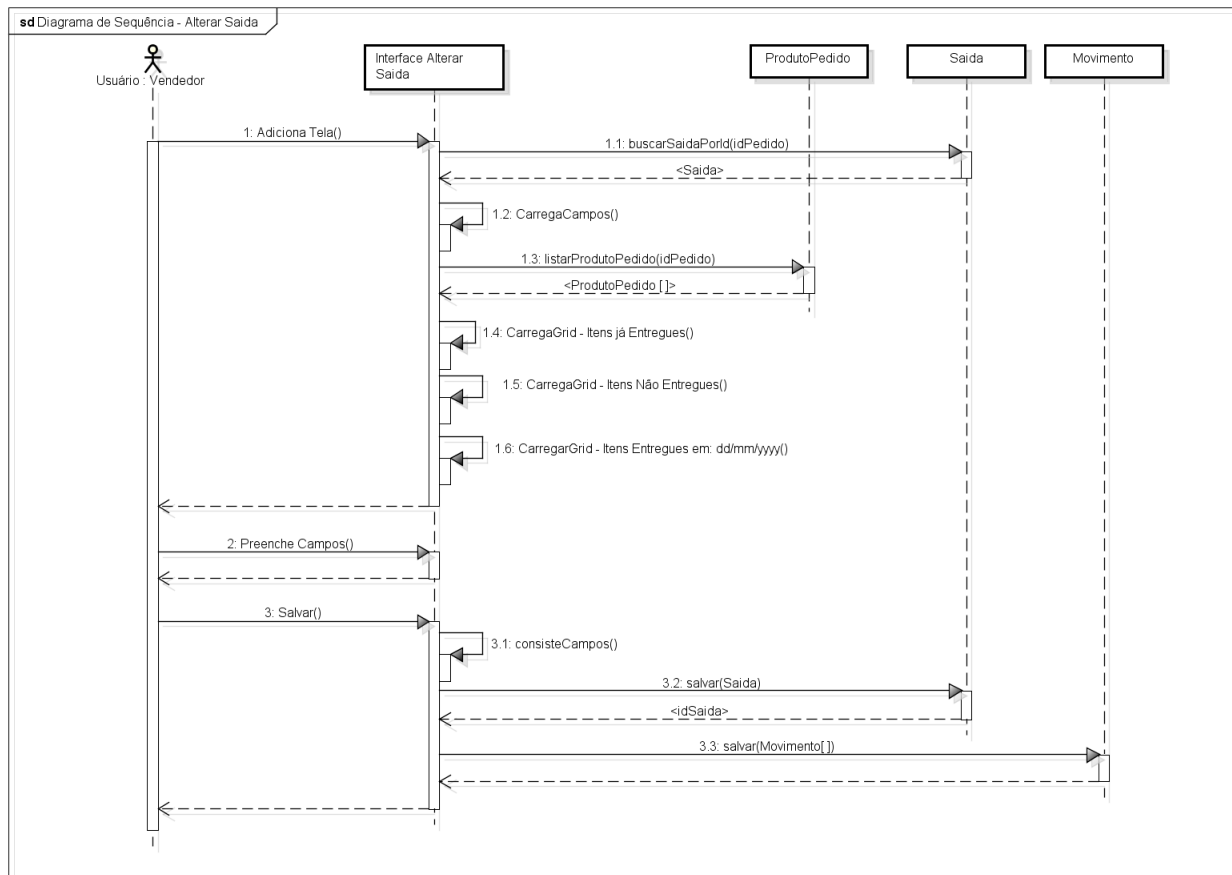 sd Diagrama de Sequência - Alterar Saida
Usuário : Vendedor
Interface Alterar
Saida
ProdutoPedido
Saida
Movimento
1: Adiciona Tela()
1.1: buscarSaidaPorId(idPedido)
<Saida>
1.2: CarregaCampos()
1.3: listarProdutoPedido(idPedido)
<ProdutoPedido [ ]>
1.4: CarregaGrid - Itens já Entregues()
1.5: CarregaGrid - Itens Não Entregues()
1.6: CarregarGrid - Itens Entregues em: dd/mm/yyyy()
2: Preenche Campos()
3: Salvar()
3.1: consisteCampos()
3.2: salvar(Saida)
<idSaida>
3.3: salvar(Movimento[ ])